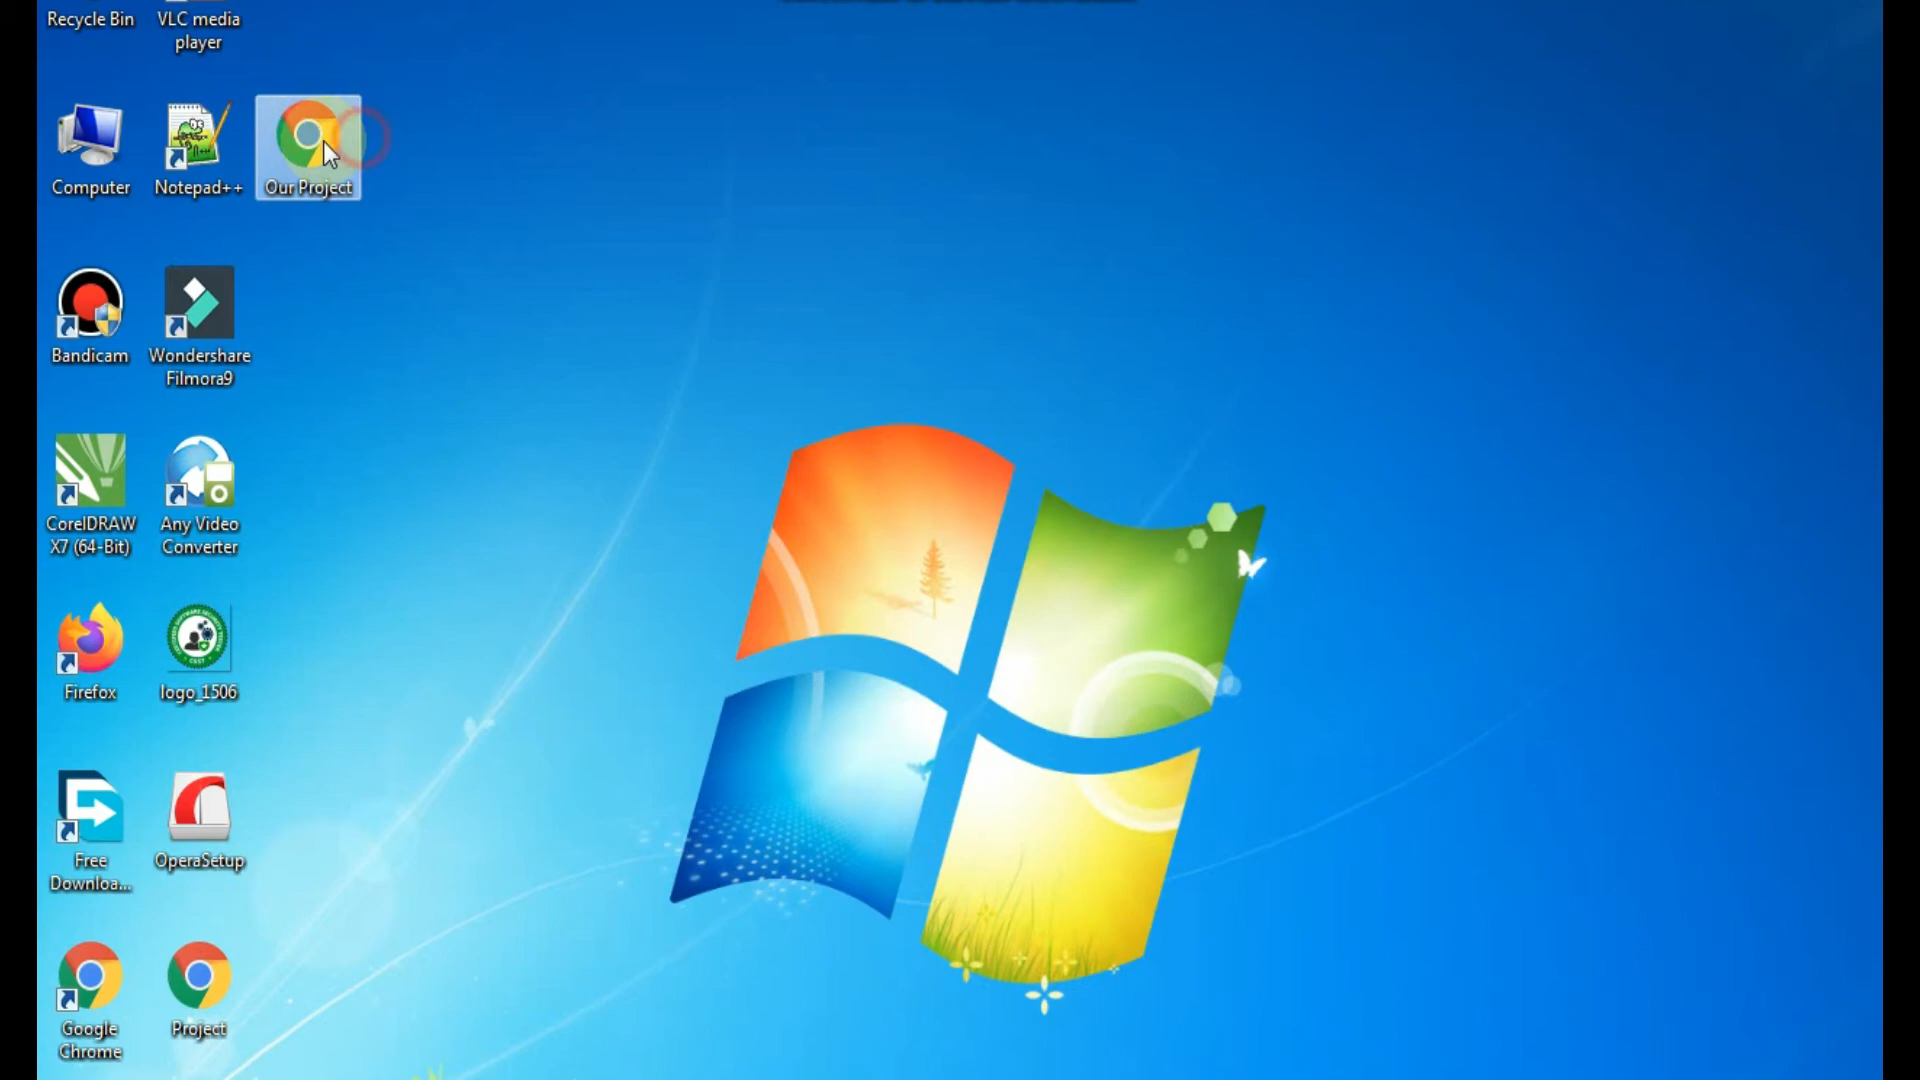 Recycle Bin
VLC media
player
Computer
Notepad++
Our Project
Bandicam
Wondershare
Filmora9
CorelDRAW
X7 (64-Bit)
Any Video
Converter
Firefox
logo_1506
Free
Downloa...
OperaSetup
Google
Chrome
Project